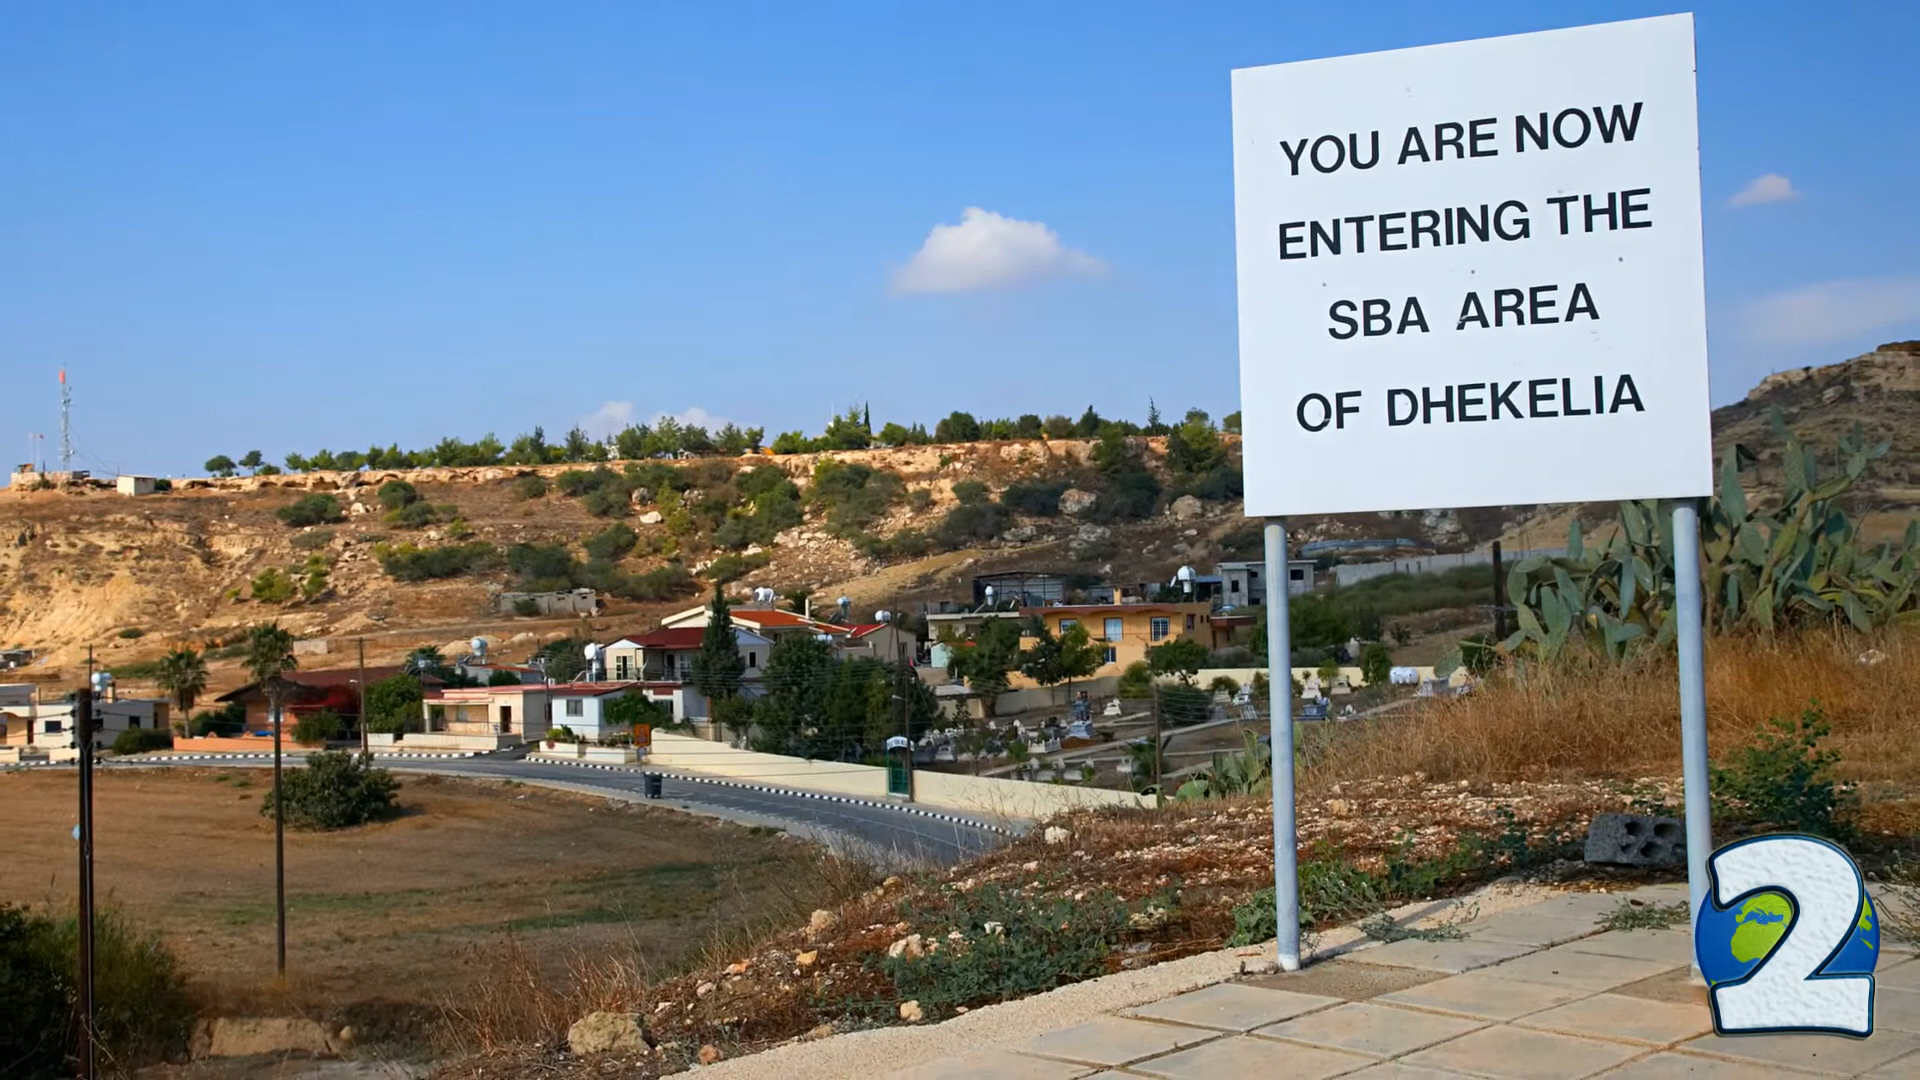 YOU ARE NOW
ENTERING THE
SBA AREA
OF DHEKELIA
2